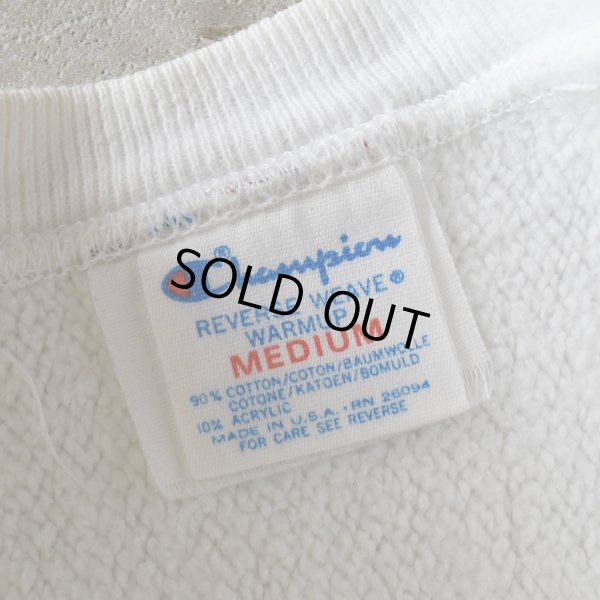 Champion®
REVERSE WEAVE®
WARMUP
MEDIUM
90% COTTON/COTON/BAUMWOLLE
COTONE/KATOEN/BOMULD
10% ACRYLIC
MADE IN U.S.A. · RN 26094
FOR CARE SEE REVERSE
SOLD OUT